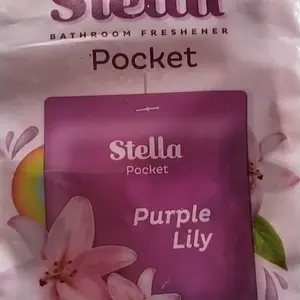 Stella
BATHROOM FRESHENER
Pocket
Stella
Pocket
Purple
Lily